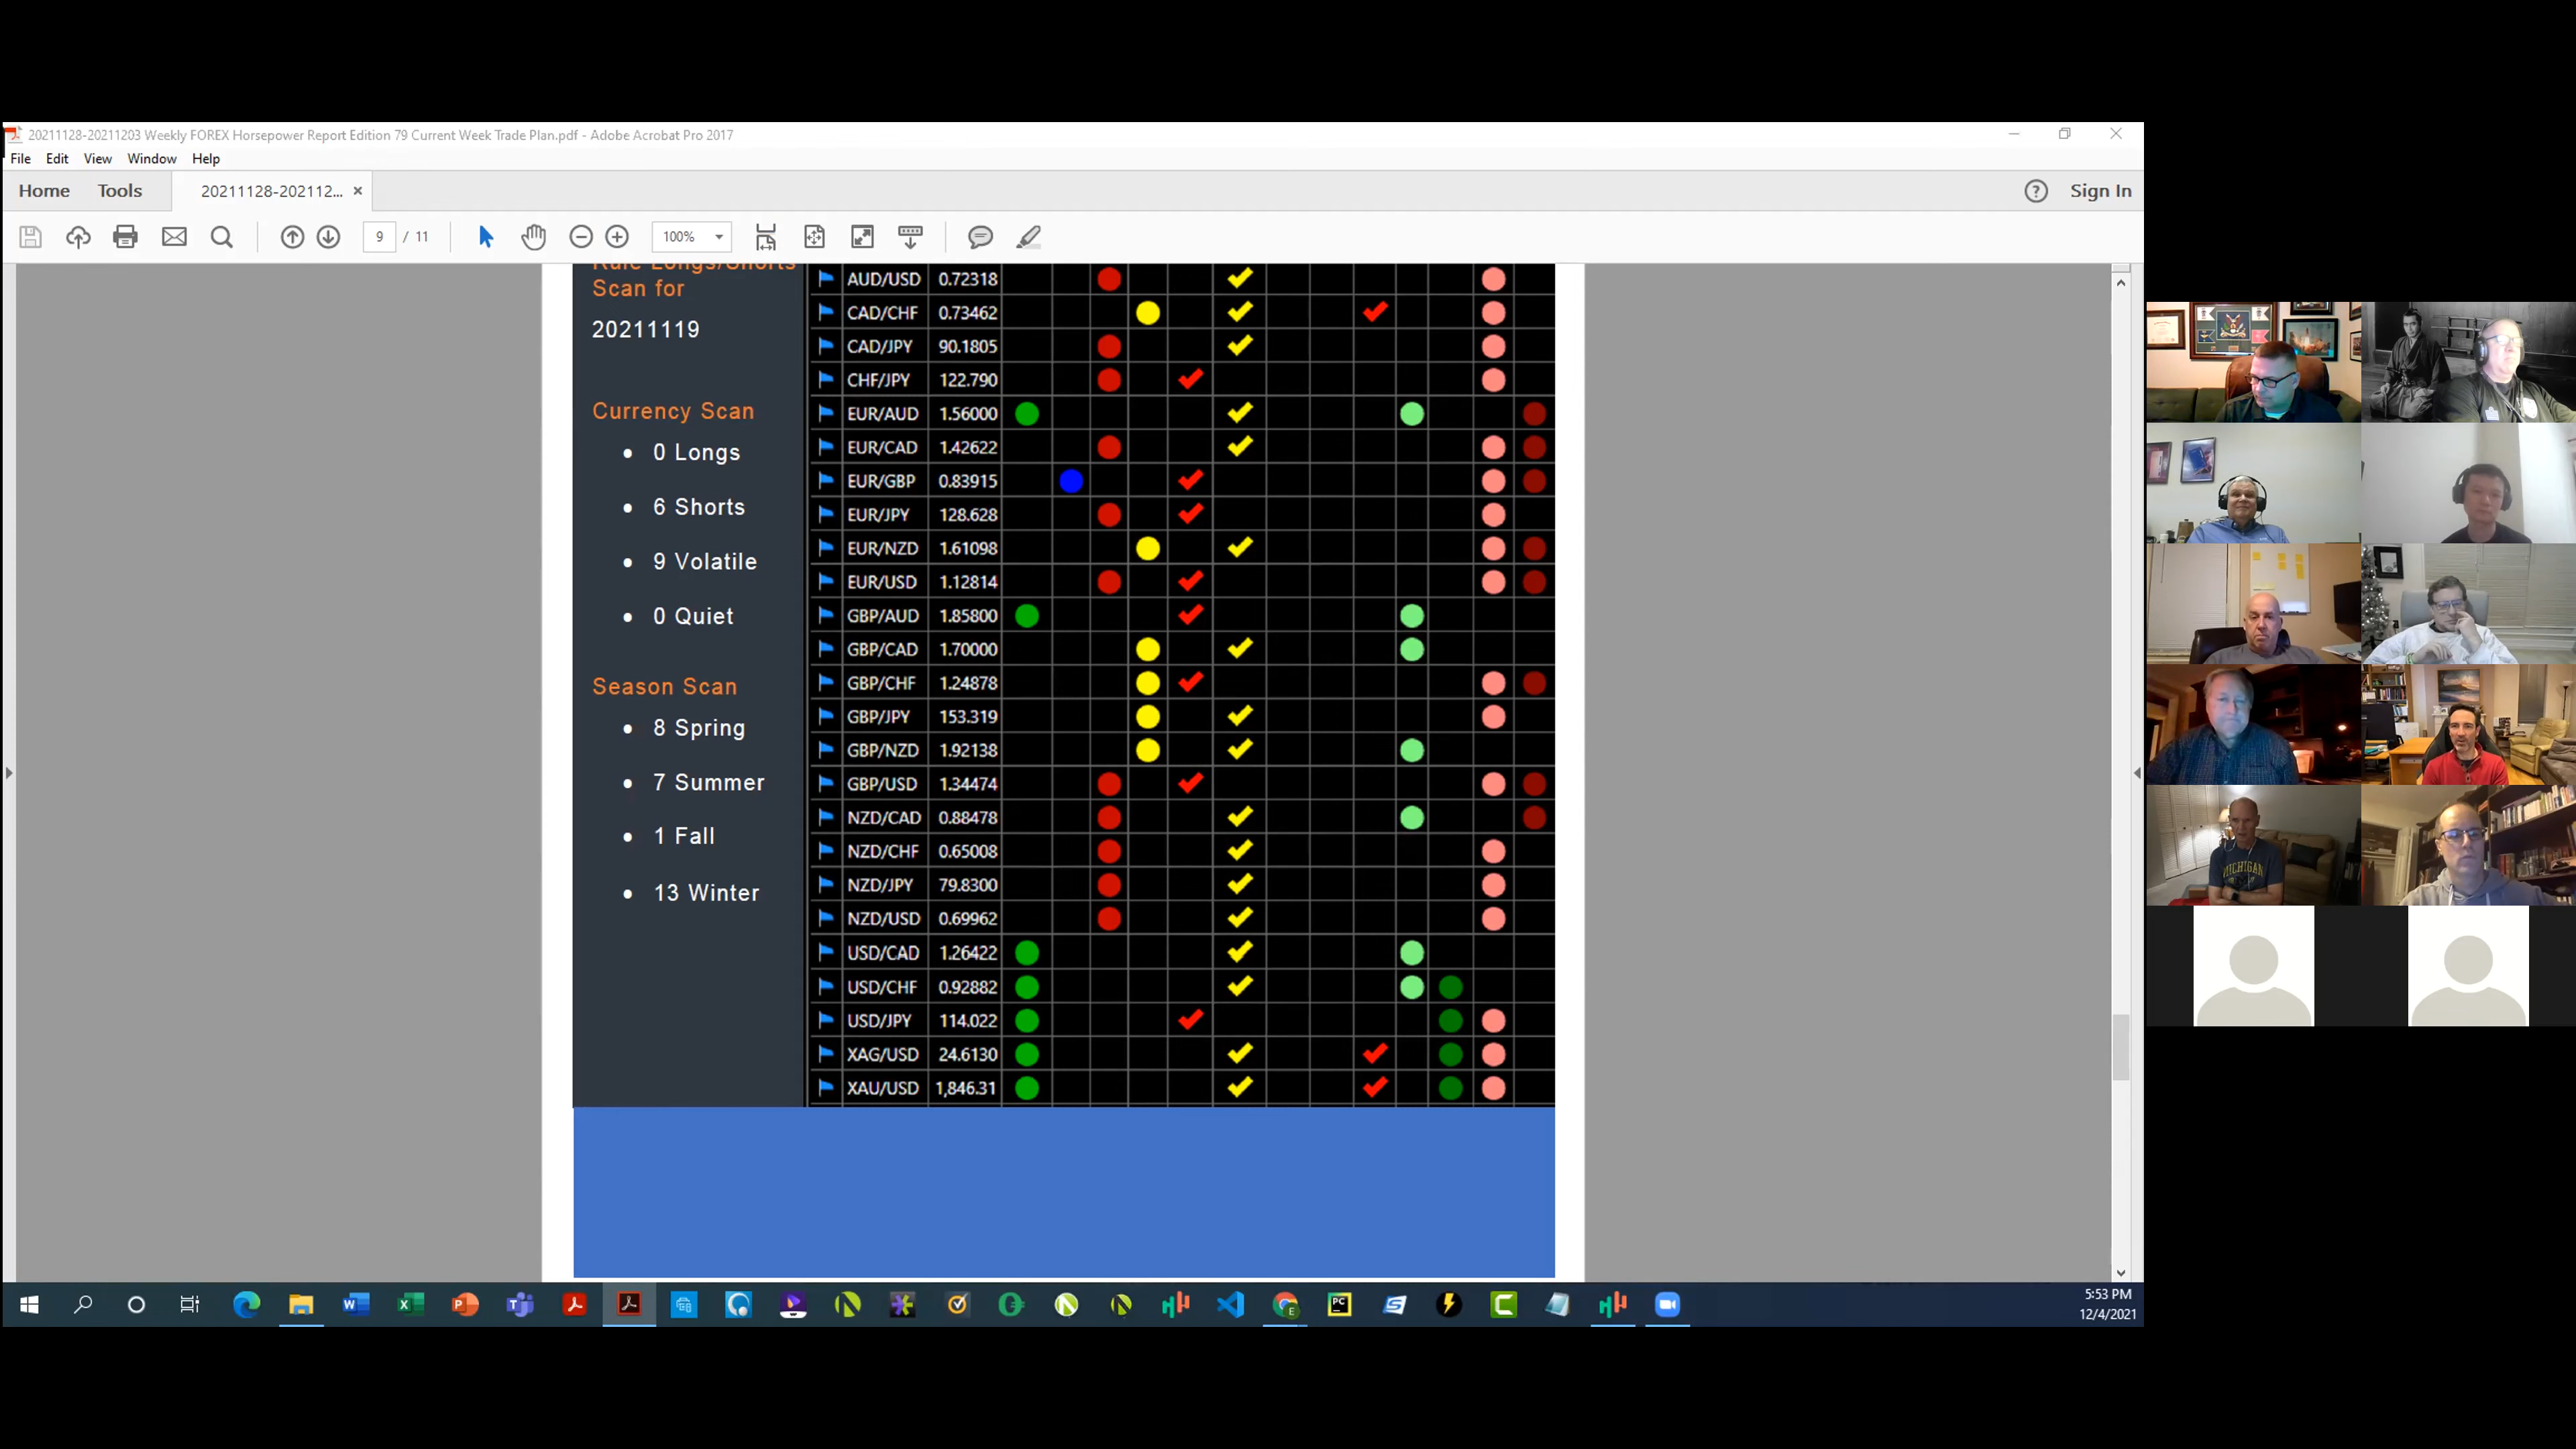 20211128-20211203 Weekly FOREX Horsepower Report Edition 79 Current Week Trade Plan.pdf - Adobe Acrobat Pro 2017
File Edit View Window Help
Home Tools 20211128-202112... × Sign In
9 / 11 100%
Rule Longs/Shorts
Scan for
20211119
Currency Scan
• 0 Longs
• 6 Shorts
• 9 Volatile
• 0 Quiet
Season Scan
• 8 Spring
• 7 Summer
• 1 Fall
• 13 Winter
AUD/USD 0.72318
CAD/CHF 0.73462
CAD/JPY 90.1805
CHF/JPY 122.790
EUR/AUD 1.56000
EUR/CAD 1.42622
EUR/GBP 0.83915
EUR/JPY 128.628
EUR/NZD 1.61098
EUR/USD 1.12814
GBP/AUD 1.85800
GBP/CAD 1.70000
GBP/CHF 1.24878
GBP/JPY 153.319
GBP/NZD 1.92138
GBP/USD 1.34474
NZD/CAD 0.88478
NZD/CHF 0.65008
NZD/JPY 79.8300
NZD/USD 0.69962
USD/CAD 1.26422
USD/CHF 0.92882
USD/JPY 114.022
XAG/USD 24.6130
XAU/USD 1,846.31
MICHIGAN
5:53 PM
12/4/2021